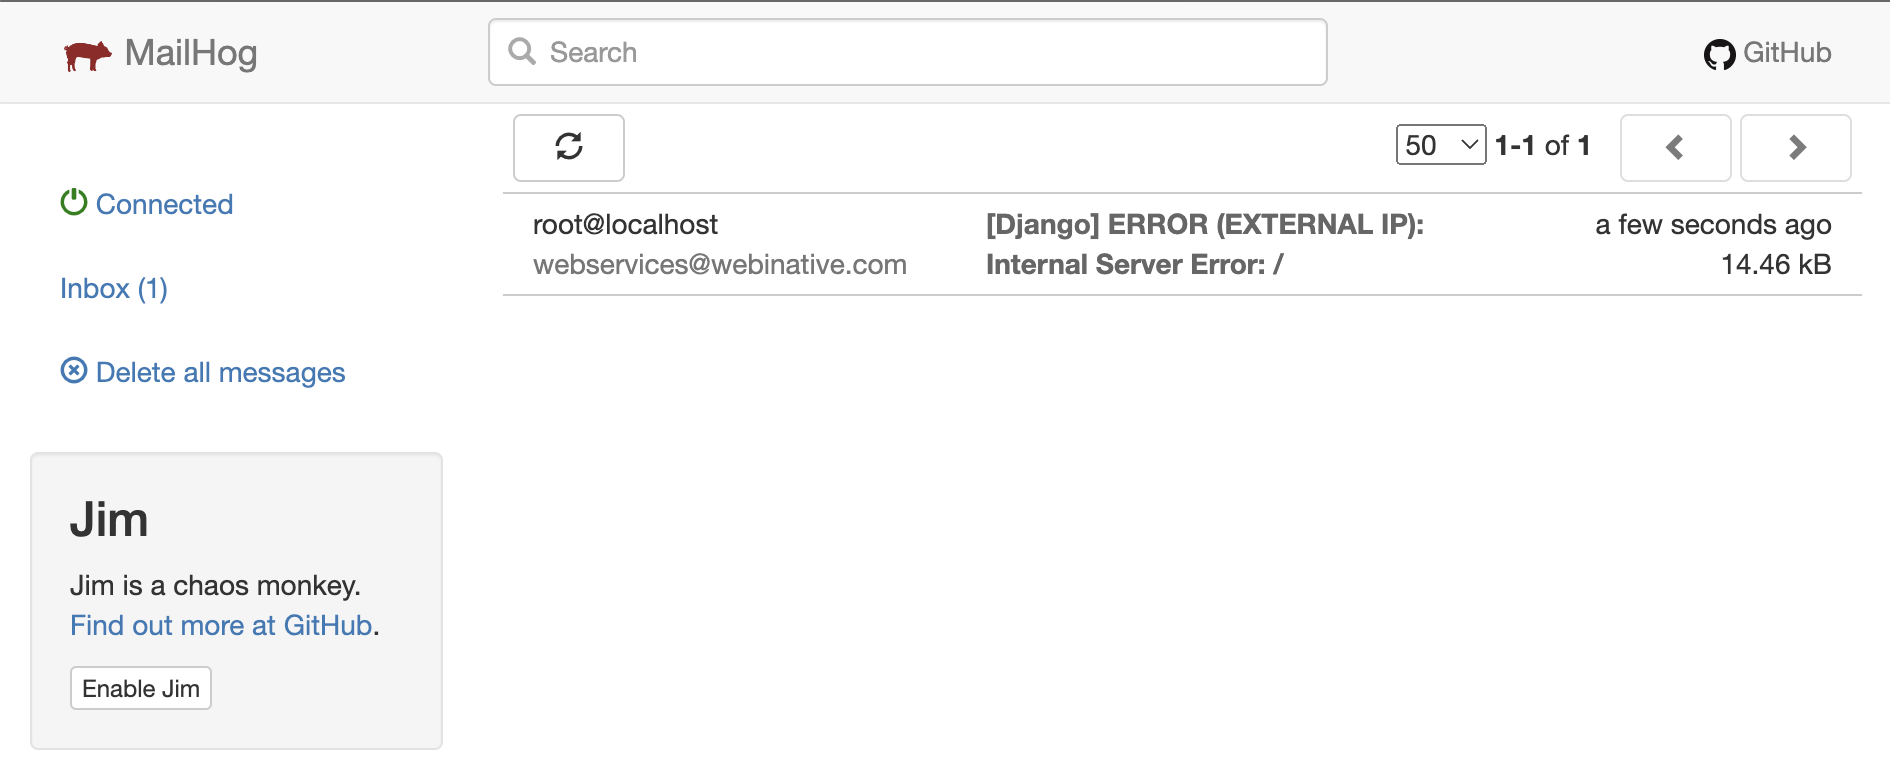 MailHog
Search
GitHub
50
1-1 of 1
Connected
Inbox (1)
Delete all messages
root@localhost
webservices@webinative.com
[Django] ERROR (EXTERNAL IP):
Internal Server Error: /
a few seconds ago
14.46 kB
Jim
Jim is a chaos monkey.
Find out more at GitHub.
Enable Jim